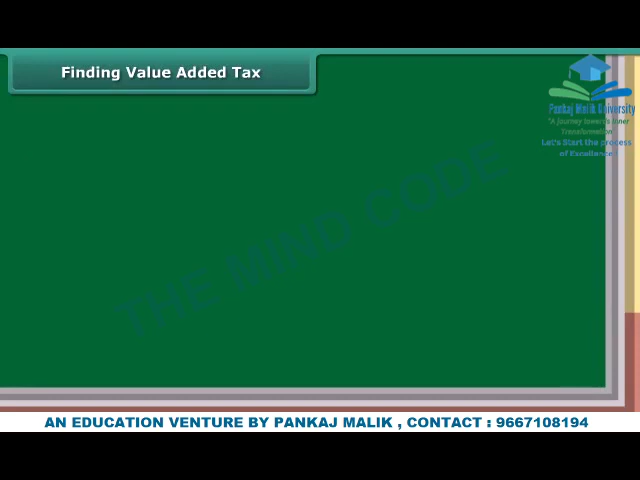 Finding Value Added Tax
Pankaj Malik University
"A journey towards Inner
Transformation"
Let's Start the process
of Excellence!
THE MIND CODE
AN EDUCATION VENTURE BY PANKAJ MALIK , CONTACT : 9667108194